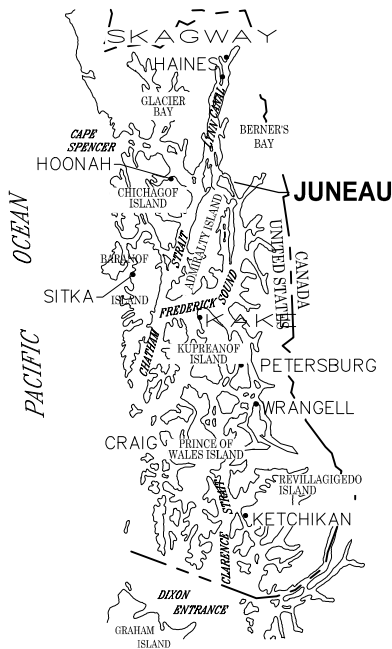 SKAGWAY
HAINES
GLACIER
BAY
LYNN CANAL
BERNER'S
BAY
CAPE
SPENCER
HOONAH
CHICHAGOF
ISLAND
JUNEAU
PACIFIC OCEAN
STRAIT
ADMIRALTY ISLAND
UNITED STATES
CANADA
BARANOF
ISLAND
SITKA
FREDERICK SOUND
KAKE
CHATHAM
KUPREANOF
ISLAND
PETERSBURG
WRANGELL
CRAIG
PRINCE OF
WALES ISLAND
REVILLAGIGEDO
ISLAND
CLARENCE STRAIT
KETCHIKAN
DIXON
ENTRANCE
GRAHAM
ISLAND